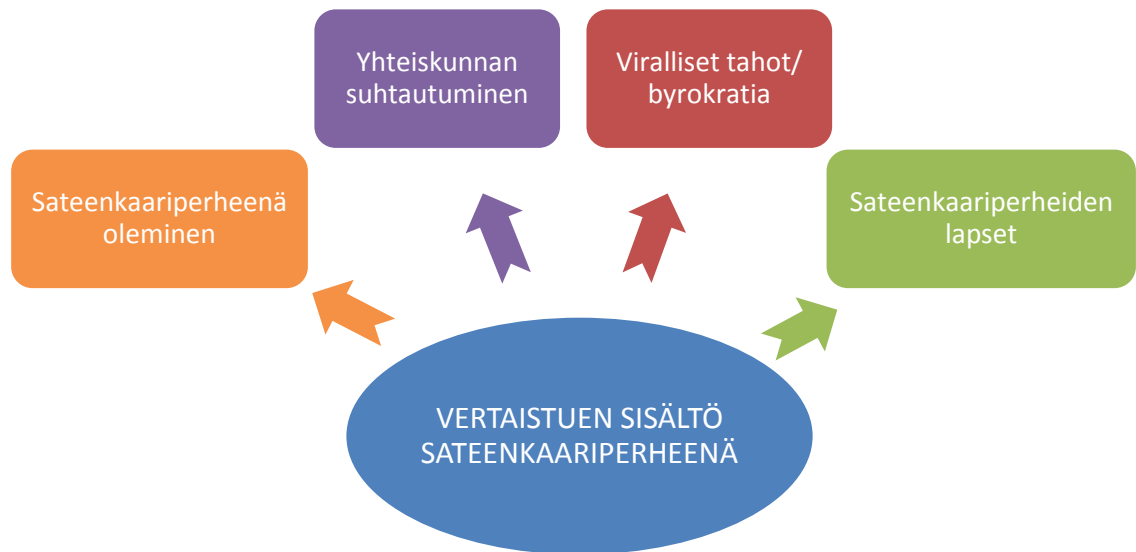 Yhteiskunnan
suhtautuminen
Viralliset tahot/
byrokratia
Sateenkaariperheenä
oleminen
Sateenkaariperheiden
lapset
VERTAISTUEN SISÄLTÖ
SATEENKAARIPERHEENÄ